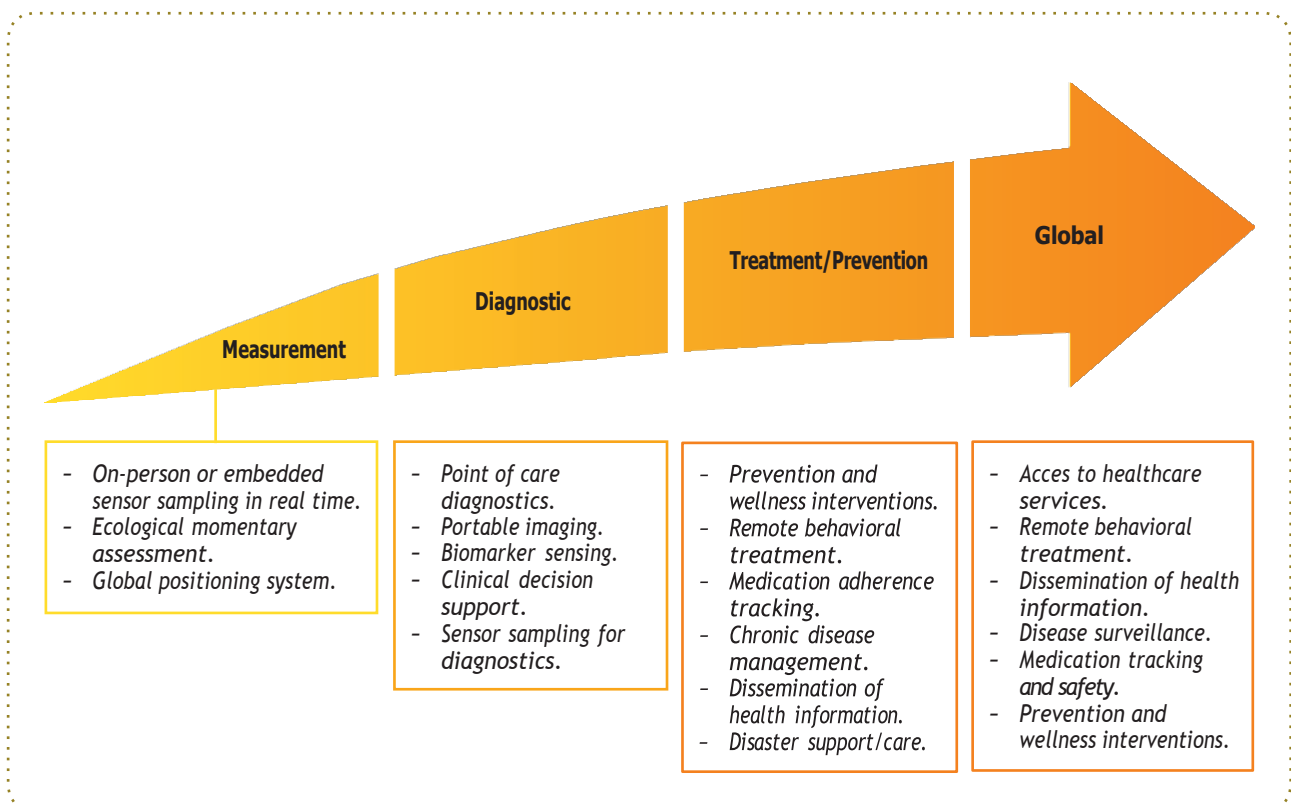 Measurement
Diagnostic
Treatment/Prevention
Global
– On-person or embedded
sensor sampling in real time.
– Ecological momentary
assessment.
– Global positioning system.
– Point of care
diagnostics.
– Portable imaging.
– Biomarker sensing.
– Clinical decision
support.
– Sensor sampling for
diagnostics.
– Prevention and
wellness interventions.
– Remote behavioral
treatment.
– Medication adherence
tracking.
– Chronic disease
management.
– Dissemination of
health information.
– Disaster support/care.
– Acces to healthcare
services.
– Remote behavioral
treatment.
– Dissemination of health
information.
– Disease surveillance.
– Medication tracking
and safety.
– Prevention and
wellness interventions.